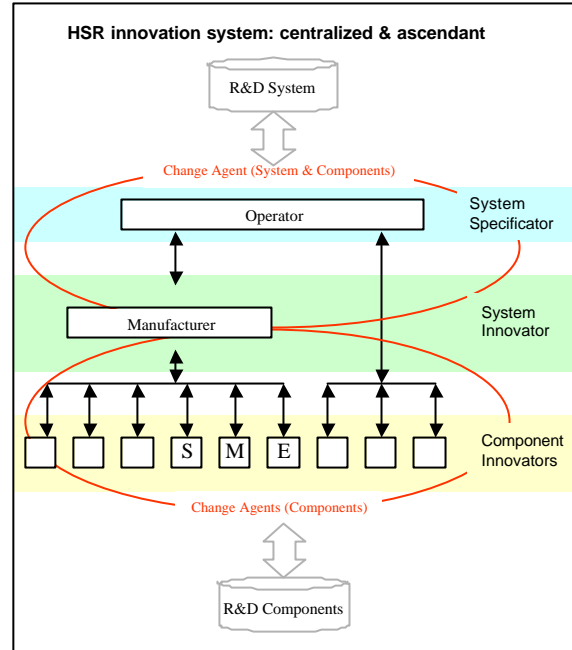 HSR innovation system: centralized & ascendant
R&D System
Change Agent (System & Components)
Operator
System
Specificator
Manufacturer
System
Innovator
S M E
Component
Innovators
Change Agents (Components)
R&D Components